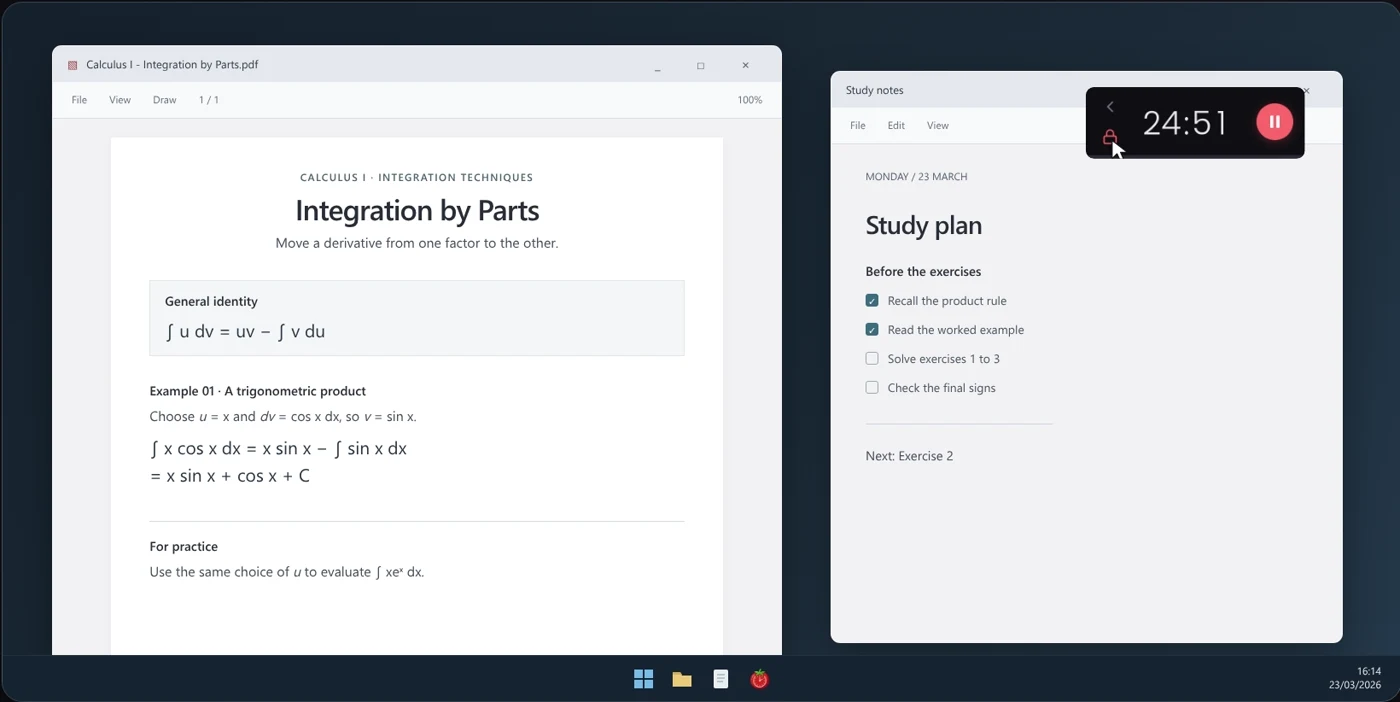 Calculus I - Integration by Parts.pdf
File View Draw 1 / 1 100%
CALCULUS I · INTEGRATION TECHNIQUES
Integration by Parts
Move a derivative from one factor to the other.
General identity
∫ u dv = uv − ∫ v du
Example 01 · A trigonometric product
Choose u = x and dv = cos x dx, so v = sin x.
∫ x cos x dx = x sin x − ∫ sin x dx
= x sin x + cos x + C
For practice
Use the same choice of u to evaluate ∫ xeˣ dx.
Study notes
File Edit View
24:51
MONDAY / 23 MARCH
Study plan
Before the exercises
Recall the product rule
Read the worked example
Solve exercises 1 to 3
Check the final signs
Next: Exercise 2
16:14
23/03/2026